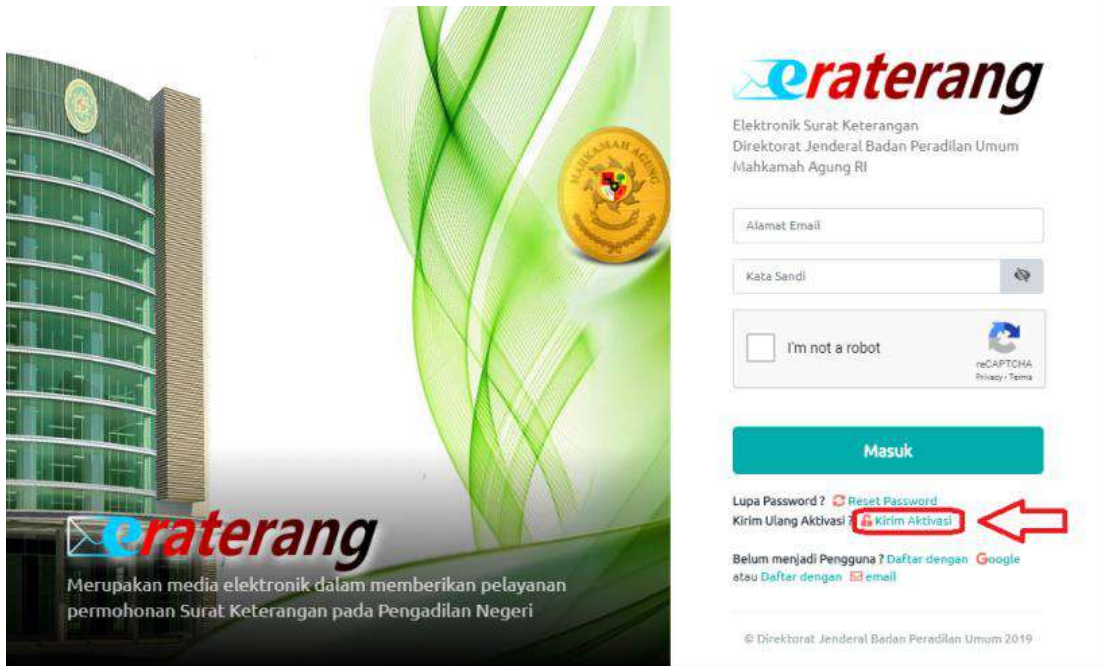 MAHKAMAH AGUNG
eraterang
Merupakan media elektronik dalam memberikan pelayanan
permohonan Surat Keterangan pada Pengadilan Negeri
eraterang
Elektronik Surat Keterangan
Direktorat Jenderal Badan Peradilan Umum
Mahkamah Agung RI
Alamat Email
Kata Sandi
I'm not a robot
reCAPTCHA
Privacy - Terms
Masuk
Lupa Password ? Reset Password
Kirim Ulang Aktivasi ? Kirim Aktivasi
Belum menjadi Pengguna ? Daftar dengan Google
atau Daftar dengan email
© Direktorat Jenderal Badan Peradilan Umum 2019